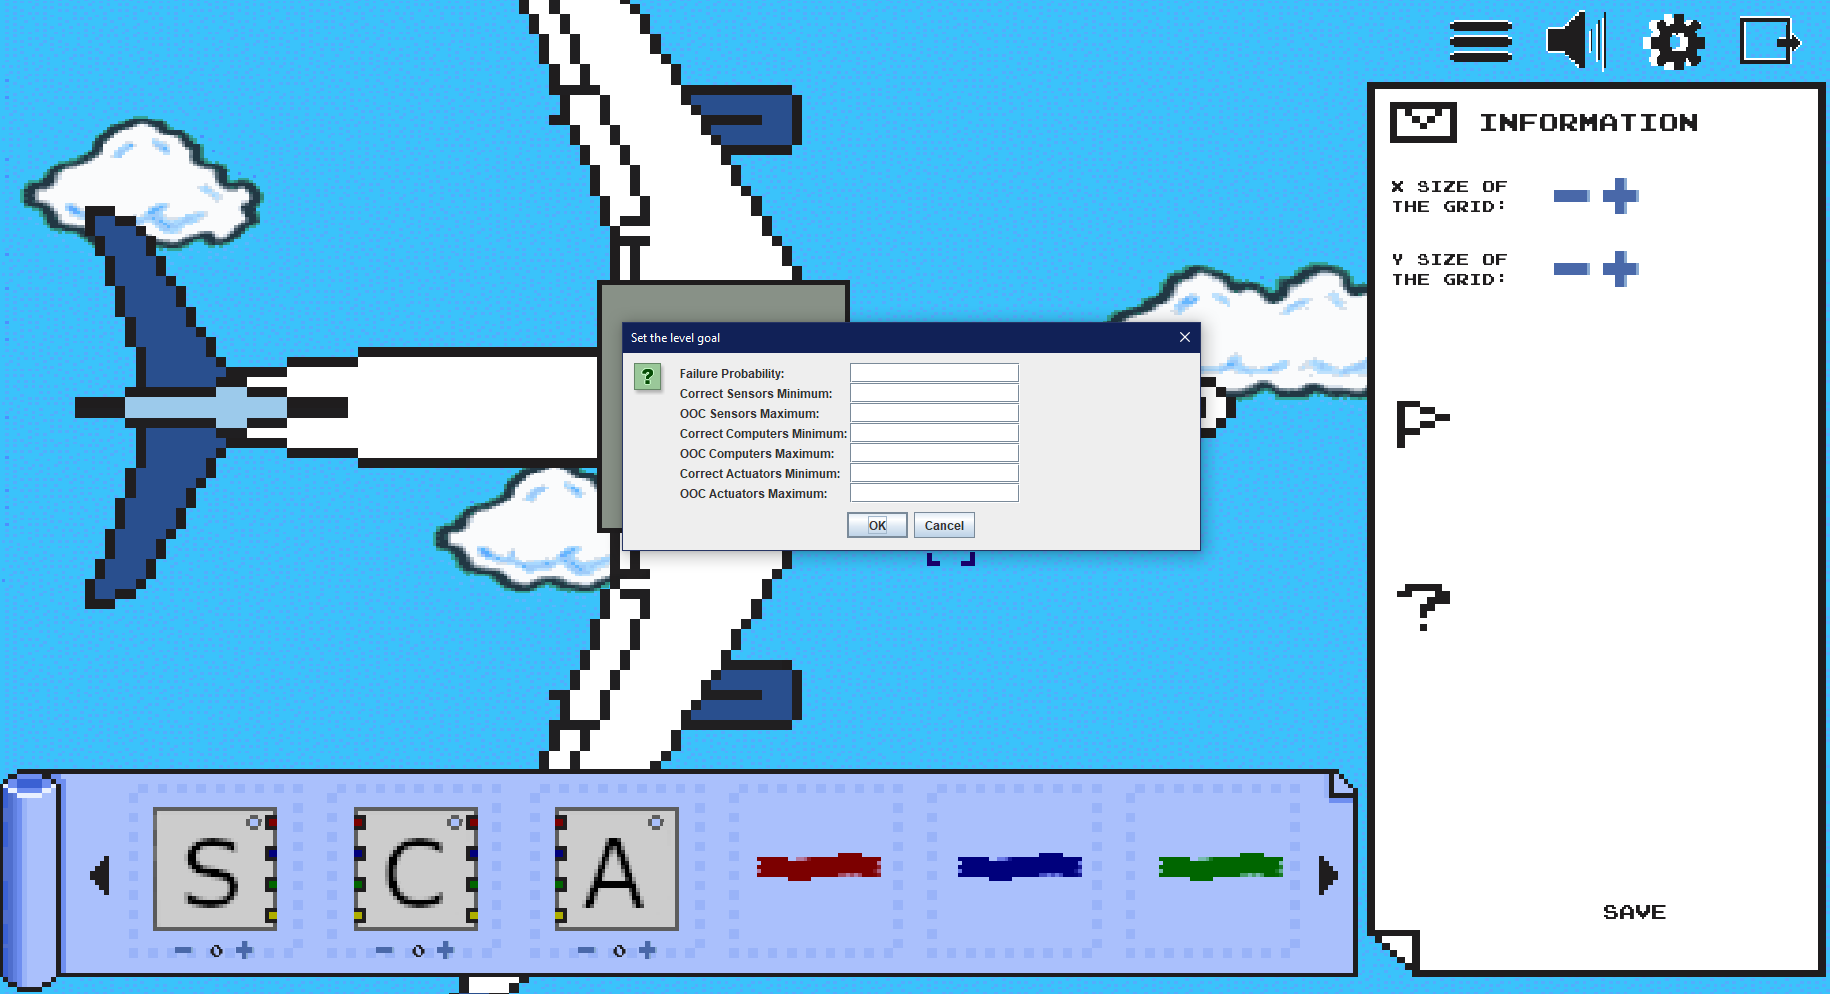 INFORMATION
X SIZE OF
THE GRID:
Y SIZE OF
THE GRID:
Set the level goal
?
Failure Probability:
Correct Sensors Minimum:
OOC Sensors Maximum:
Correct Computers Minimum:
OOC Computers Maximum:
Correct Actuators Minimum:
OOC Actuators Maximum:
OK Cancel
?
S C A
- 0 + - 0 + - 0 +
SAVE